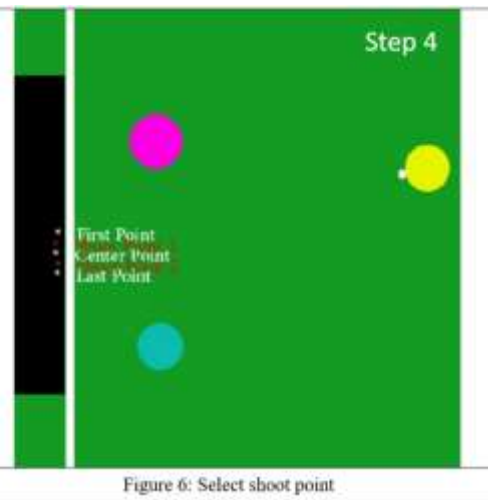 Step 4
First Point
Center Point
Last Point
Figure 6: Select shoot point